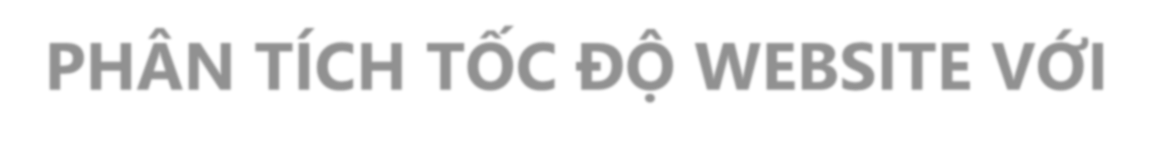 PHÂN TÍCH TỐC ĐỘ WEBSITE VỚI